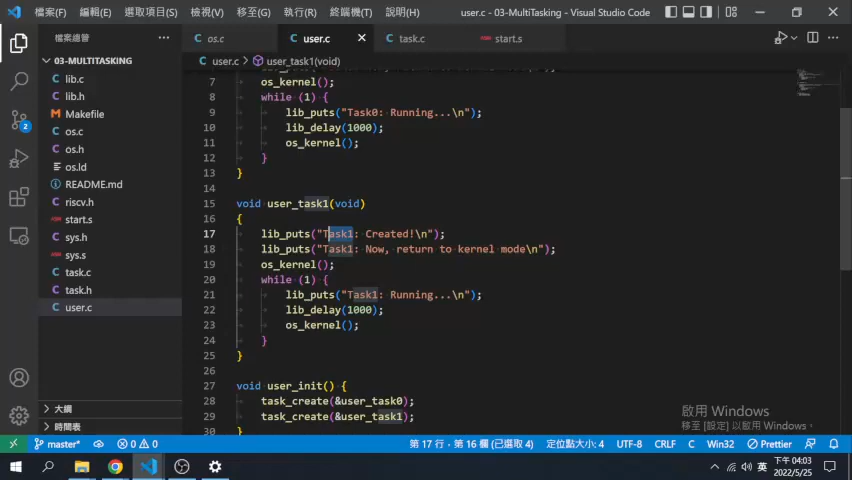 檔案(F) 編輯(E) 選取項目(S) 檢視(V) 移至(G) 執行(R) 終端機(T) 說明(H) user.c - 03-MultiTasking - Visual Studio Code
檔案總管 ···
os.c user.c task.c start.s
03-MULTITASKING
lib.c
lib.h
Makefile
os.c
os.h
os.ld
README.md
riscv.h
start.s
sys.h
sys.s
task.c
task.h
user.c
大綱
時間表
2
user.c > user_task1(void)
7 os_kernel();
8 while (1) {
9 lib_puts("Task0: Running...\n");
10 lib_delay(1000);
11 os_kernel();
12 }
13 }
14
15 void user_task1(void)
16 {
17 lib_puts("Task1: Created!\n");
18 lib_puts("Task1: Now, return to kernel mode\n");
19 os_kernel();
20 while (1) {
21 lib_puts("Task1: Running...\n");
22 lib_delay(1000);
23 os_kernel();
24 }
25 }
26
27 void user_init() {
28 task_create(&user_task0);
29 task_create(&user_task1);
30 }
啟用 Windows
移至 [設定] 以啟用 Windows。
master* 0 0 第 17 行，第 16 欄 (已選取 4) 定位點大小: 4 UTF-8 CRLF C Win32 Prettier
英 下午 04:03
2022/5/25